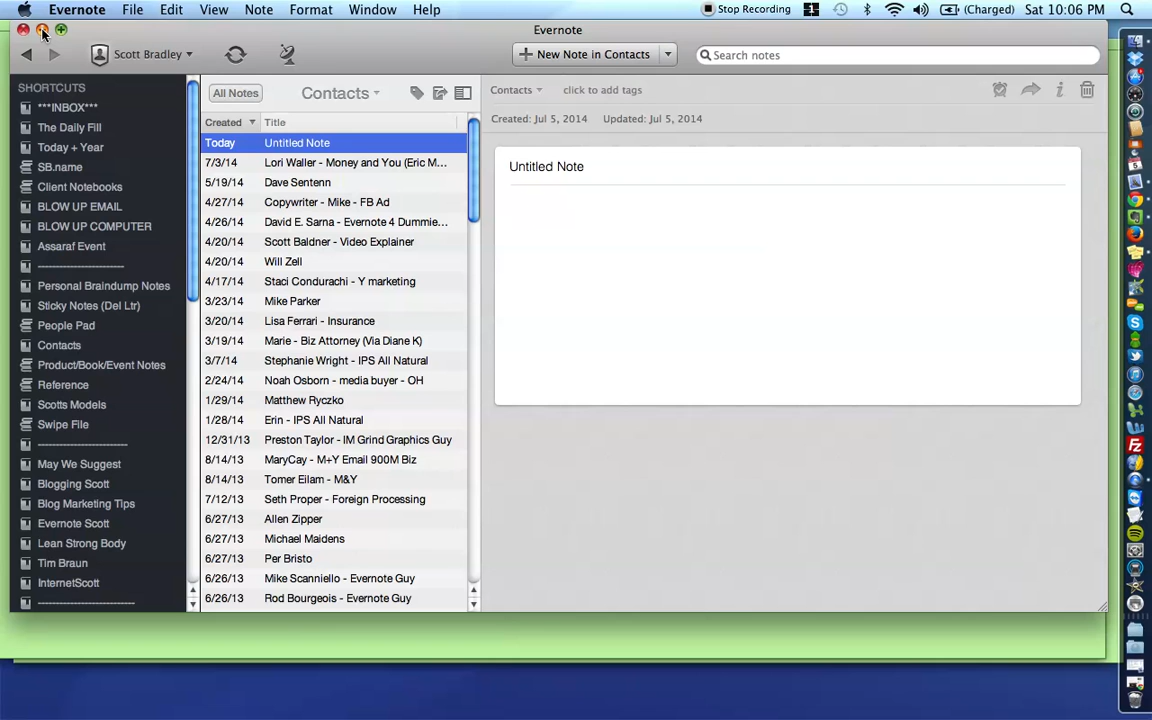 Evernote File Edit View Note Format Window Help Stop Recording 1 (Charged) Sat 10:06 PM
Evernote
Scott Bradley New Note in Contacts Search notes
SHORTCUTS
***INBOX***
The Daily Fill
Today + Year
SB.name
Client Notebooks
BLOW UP EMAIL
BLOW UP COMPUTER
Assaraf Event
------------------------
Personal Braindump Notes
Sticky Notes (Del Ltr)
People Pad
Contacts
Product/Book/Event Notes
Reference
Scotts Models
Swipe File
-------------------------
May We Suggest
Blogging Scott
Blog Marketing Tips
Evernote Scott
Lean Strong Body
Tim Braun
InternetScott
---------------------------
All Notes Contacts
Created Title
Today Untitled Note
7/3/14 Lori Waller - Money and You (Eric M...
5/19/14 Dave Sentenn
4/27/14 Copywriter - Mike - FB Ad
4/26/14 David E. Sarna - Evernote 4 Dummie...
4/20/14 Scott Baldner - Video Explainer
4/20/14 Will Zell
4/17/14 Staci Condurachi - Y marketing
3/23/14 Mike Parker
3/20/14 Lisa Ferrari - Insurance
3/19/14 Marie - Biz Attorney (Via Diane K)
3/7/14 Stephanie Wright - IPS All Natural
2/24/14 Noah Osborn - media buyer - OH
1/29/14 Matthew Ryczko
1/28/14 Erin - IPS All Natural
12/31/13 Preston Taylor - IM Grind Graphics Guy
8/14/13 MaryCay - M+Y Email 900M Biz
8/14/13 Tomer Eilam - M&Y
7/12/13 Seth Proper - Foreign Processing
6/27/13 Allen Zipper
6/27/13 Michael Maidens
6/27/13 Per Bristo
6/26/13 Mike Scanniello - Evernote Guy
6/26/13 Rod Bourgeois - Evernote Guy
Contacts click to add tags
Created: Jul 5, 2014 Updated: Jul 5, 2014
Untitled Note